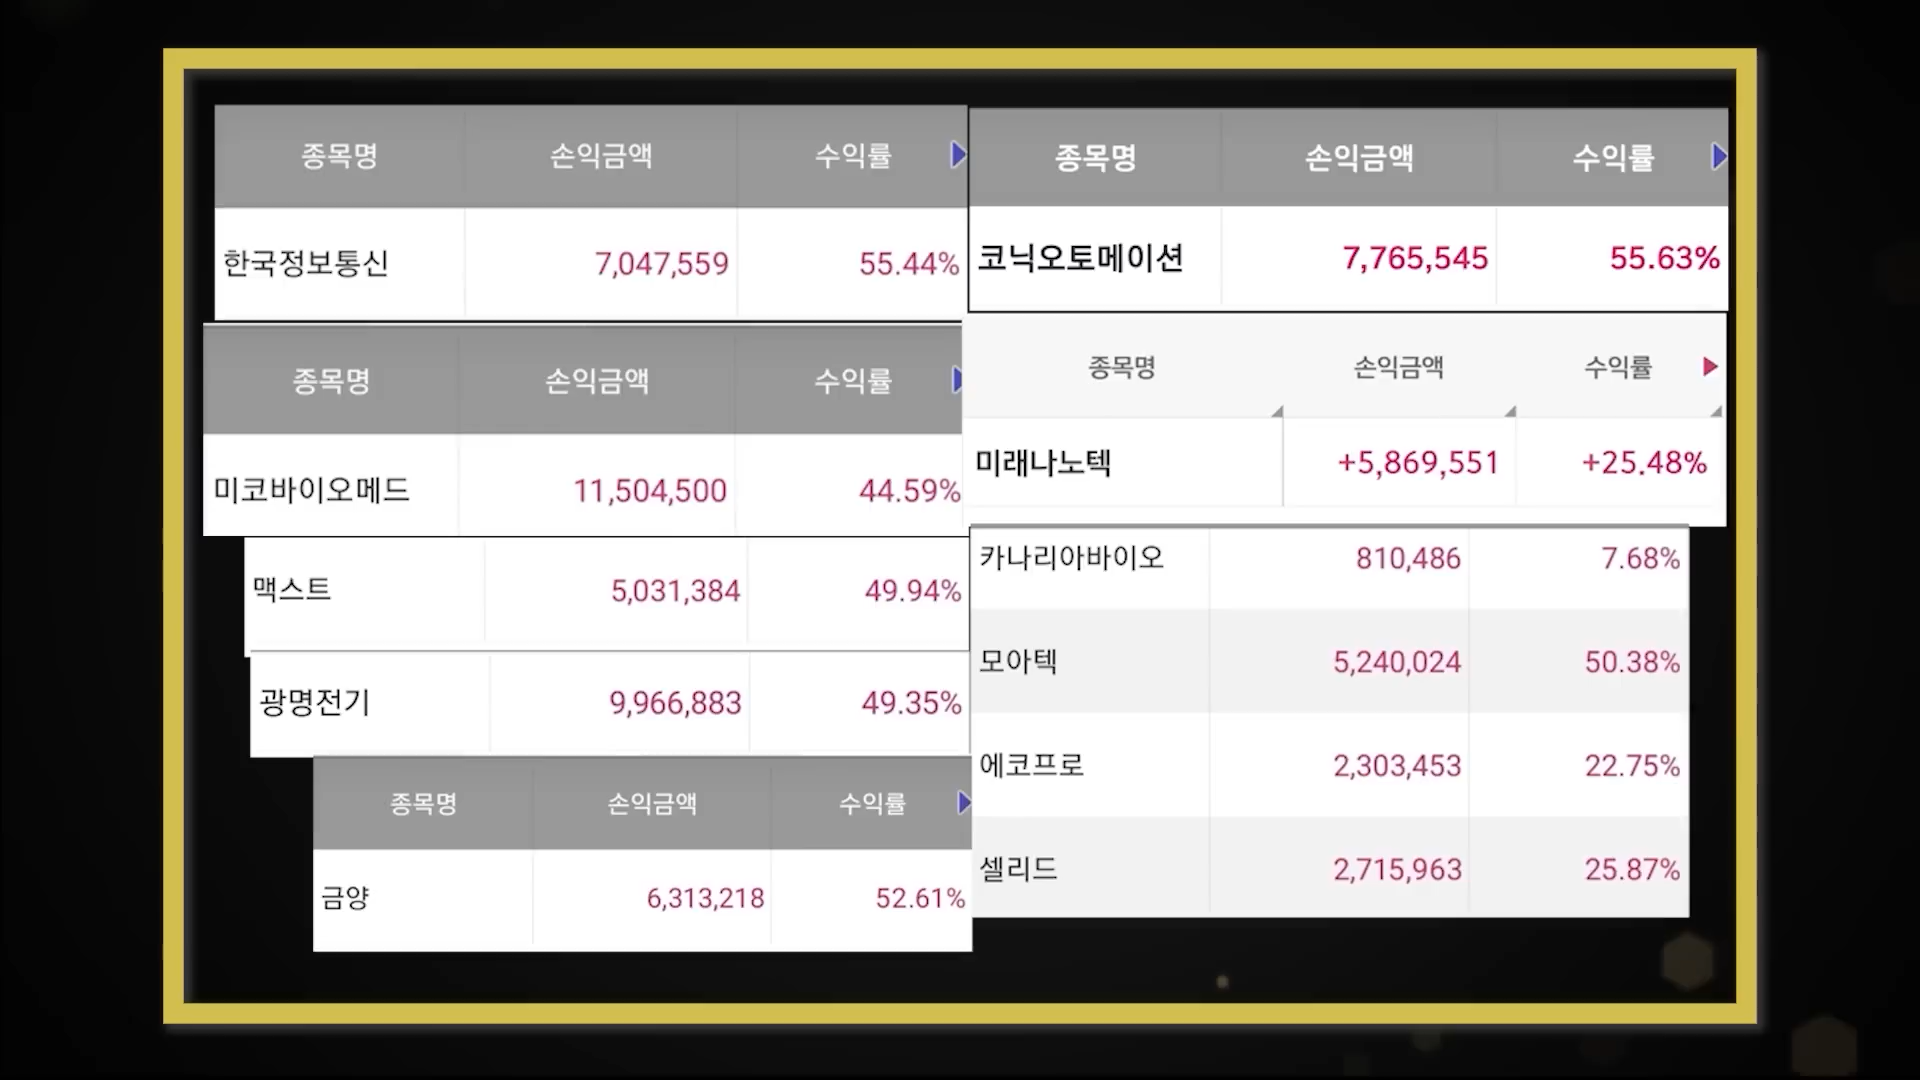 종목명 손익금액 수익률
한국정보통신 7,047,559 55.44%
종목명 손익금액 수익률
미코바이오메드 11,504,500 44.59%
맥스트 5,031,384 49.94%
광명전기 9,966,883 49.35%
종목명 손익금액 수익률
금양 6,313,218 52.61%
종목명 손익금액 수익률
코닉오토메이션 7,765,545 55.63%
종목명 손익금액 수익률
미래나노텍 +5,869,551 +25.48%
카나리아바이오 810,486 7.68%
모아텍 5,240,024 50.38%
에코프로 2,303,453 22.75%
셀리드 2,715,963 25.87%